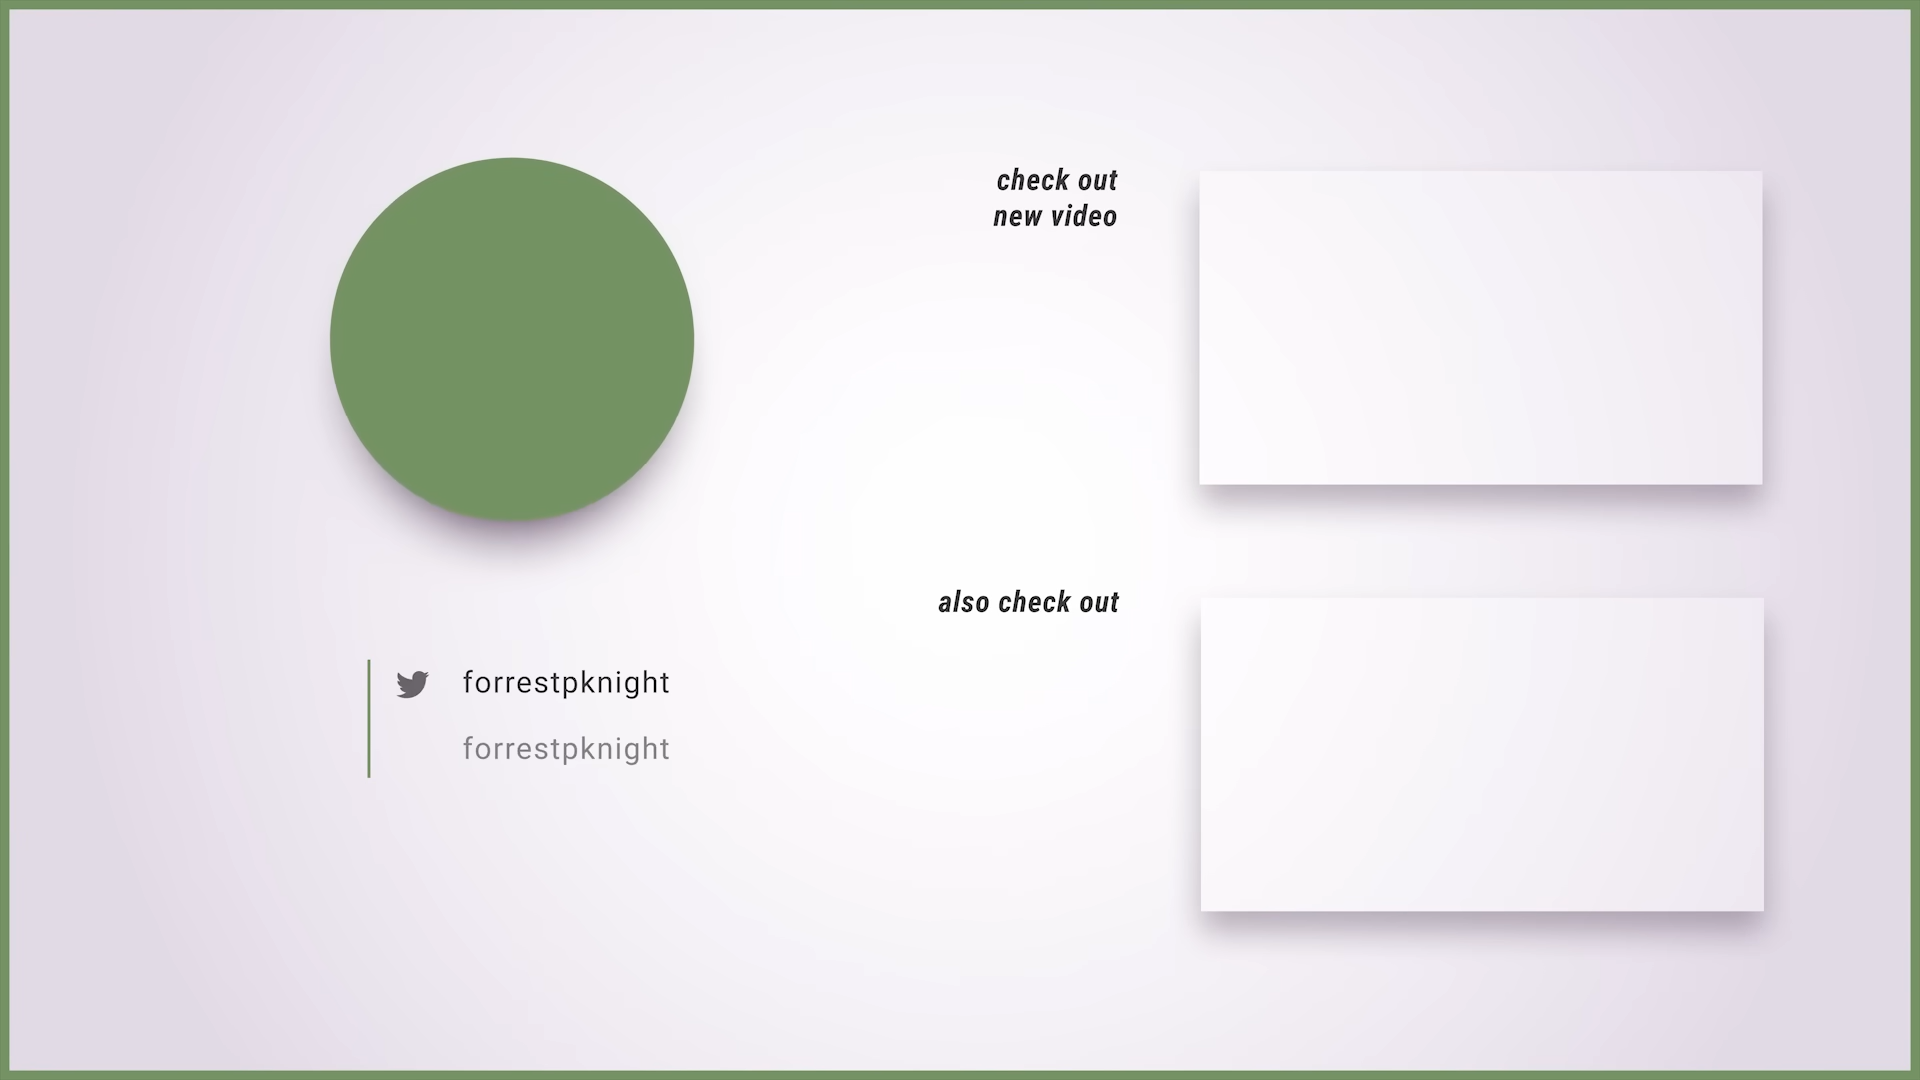 check out
new video
also check out
forrestpknight
forrestpknight